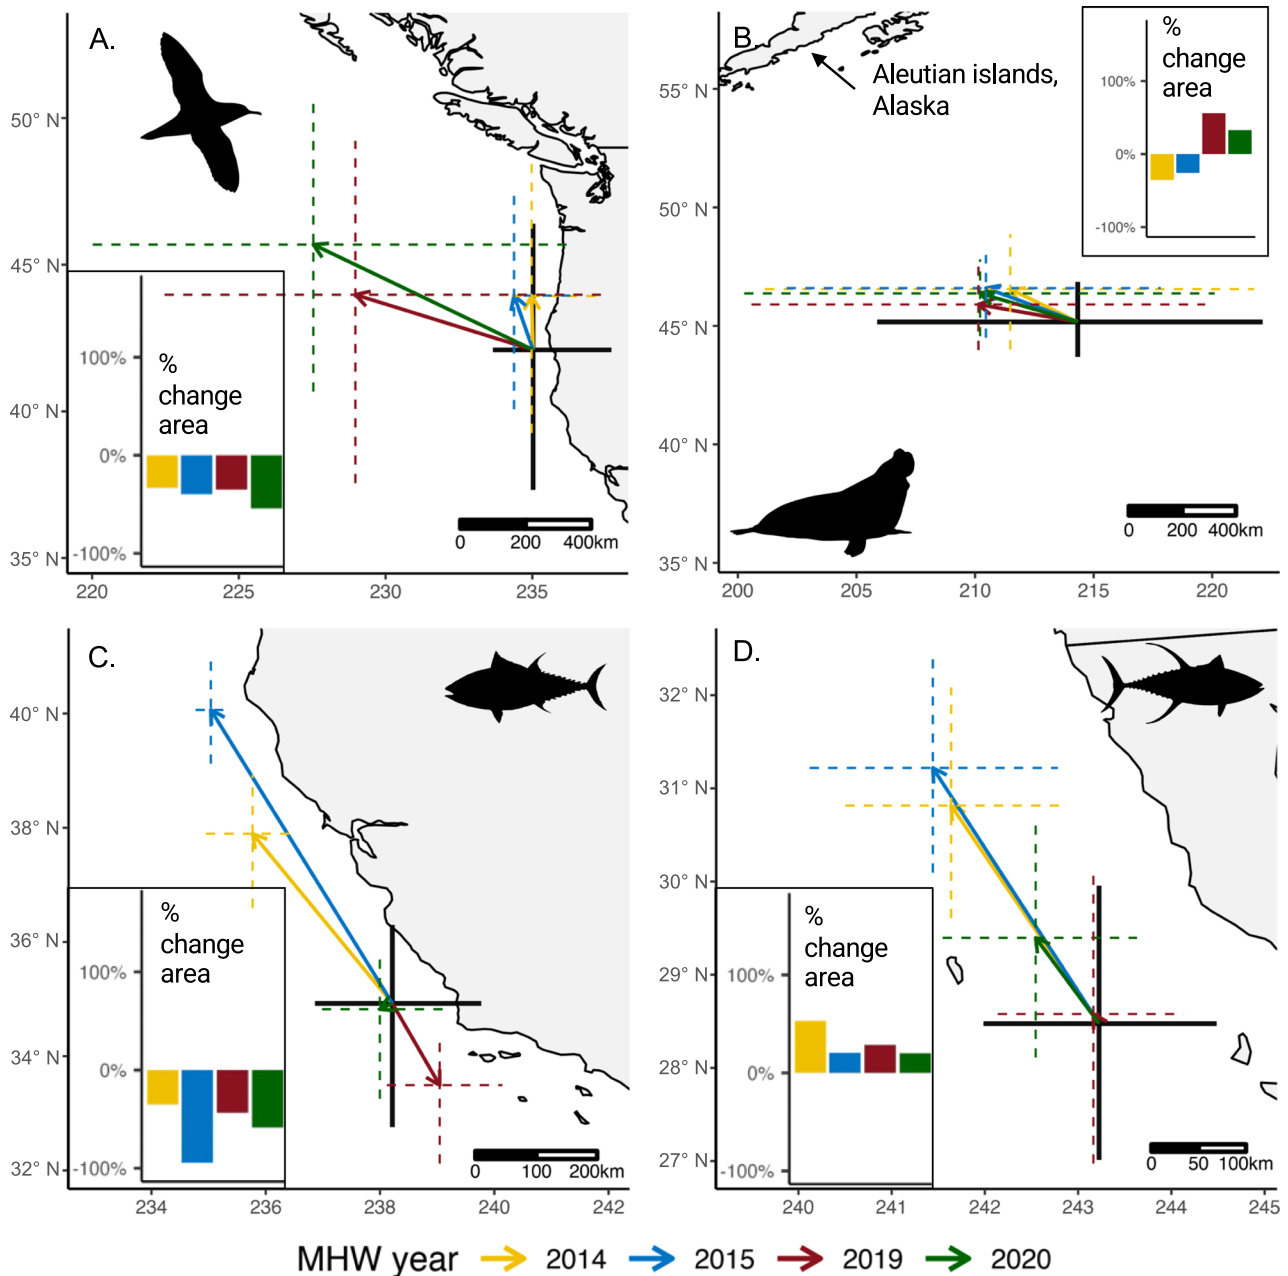 A.
50° N
45° N
40° N
35° N
%
change
area
100%
0%
-100%
0 200 400km
220 225 230 235
B.
Aleutian islands,
Alaska
%
change
area
100%
0%
-100%
55° N
50° N
45° N
40° N
35° N
0 200 400km
200 205 210 215 220
C.
40° N
38° N
36° N
34° N
32° N
%
change
area
100%
0%
-100%
0 100 200km
234 236 238 240 242
D.
32° N
31° N
30° N
29° N
28° N
27° N
%
change
area
100%
0%
-100%
0 50 100km
240 241 242 243 244 245
MHW year 2014 2015 2019 2020